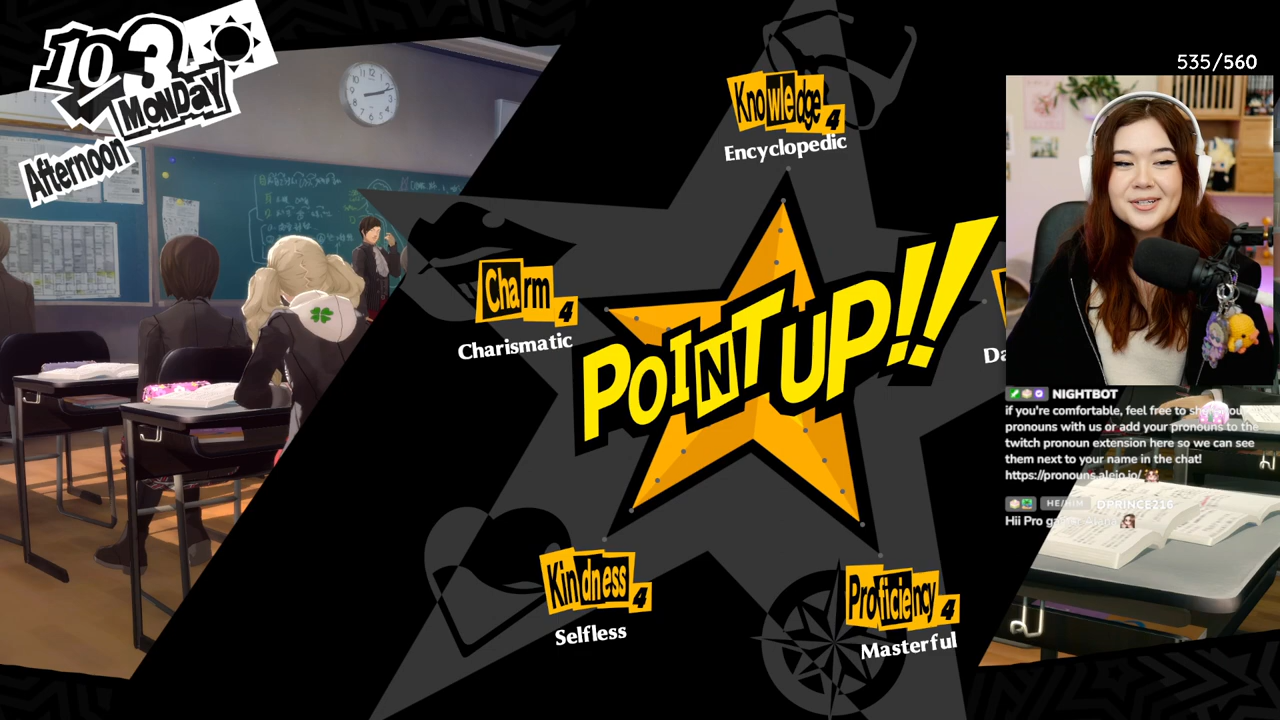 10/3
MONDAY
Afternoon
535/560
Knowledge 4
Encyclopedic
Charm 4
Charismatic
POINT UP!!
Da
Kindness 4
Selfless
Proficiency 4
Masterful
NIGHTBOT
if you're comfortable, feel free to share your
pronouns with us or add your pronouns to the
twitch pronoun extension here so we can see
them next to your name in the chat!
https://pronouns.alejo.io/
HE/HIM DPRINCE216
Hii Pro